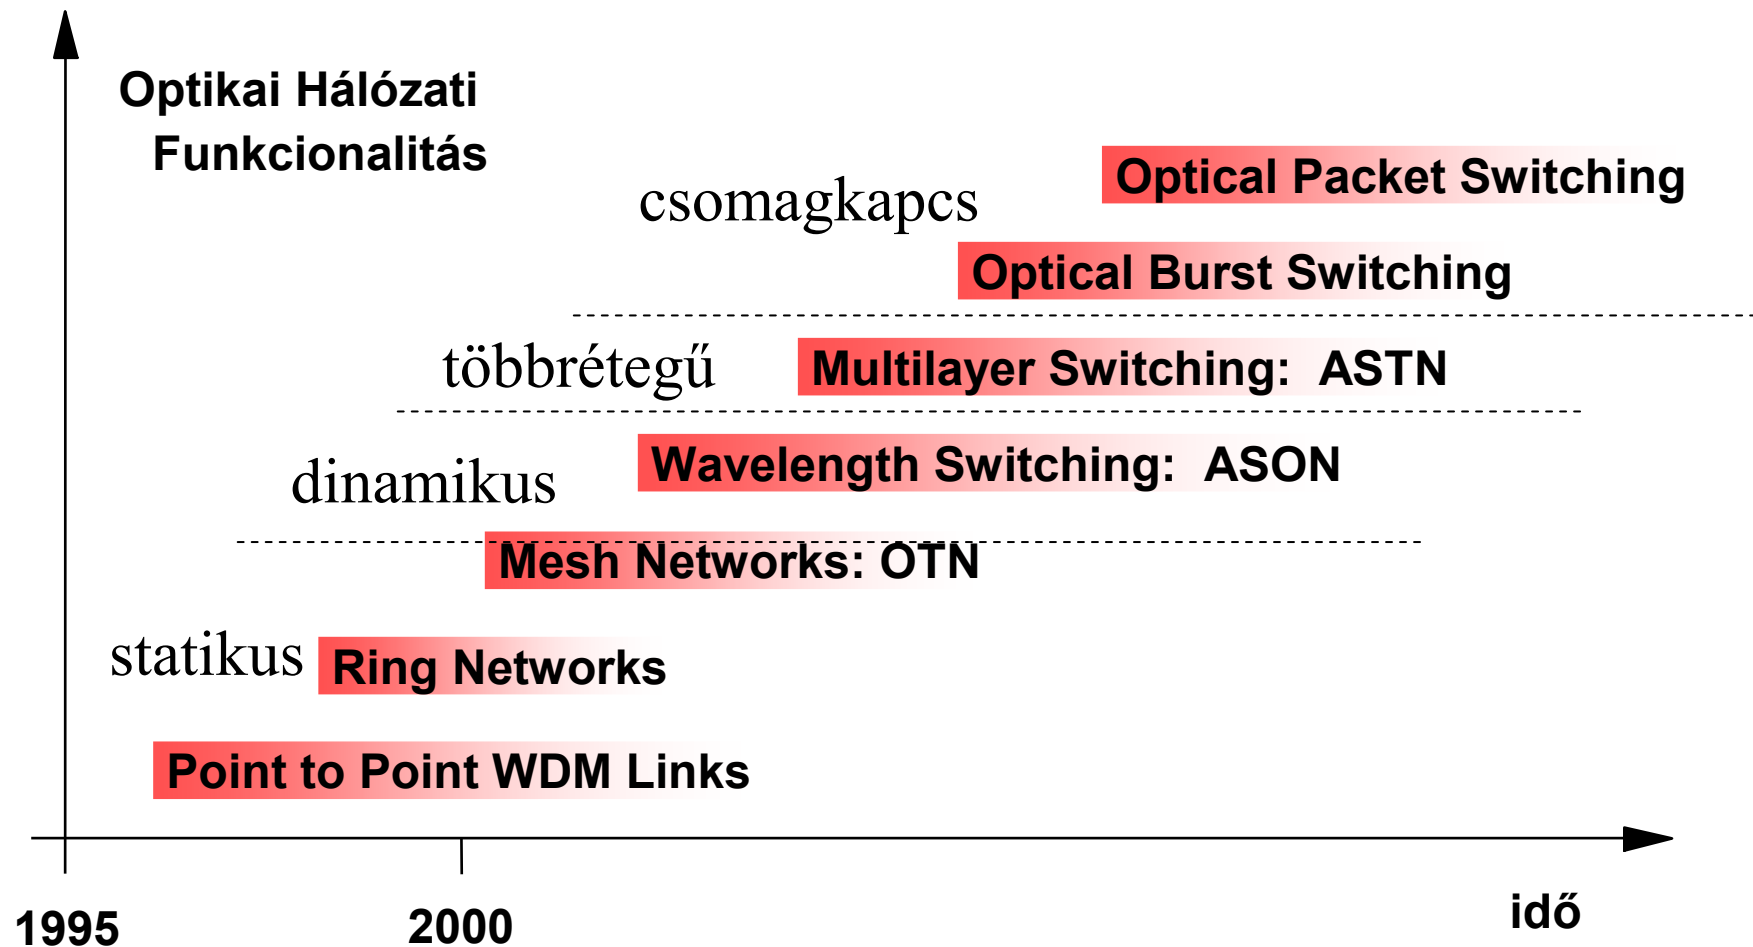 Optikai Hálózati
Funkcionalitás
Optical Packet Switching
csomagkapcs
Optical Burst Switching
többrétegű
Multilayer Switching: ASTN
dinamikus
Wavelength Switching: ASON
Mesh Networks: OTN
statikus
Ring Networks
Point to Point WDM Links
1995
2000
idő